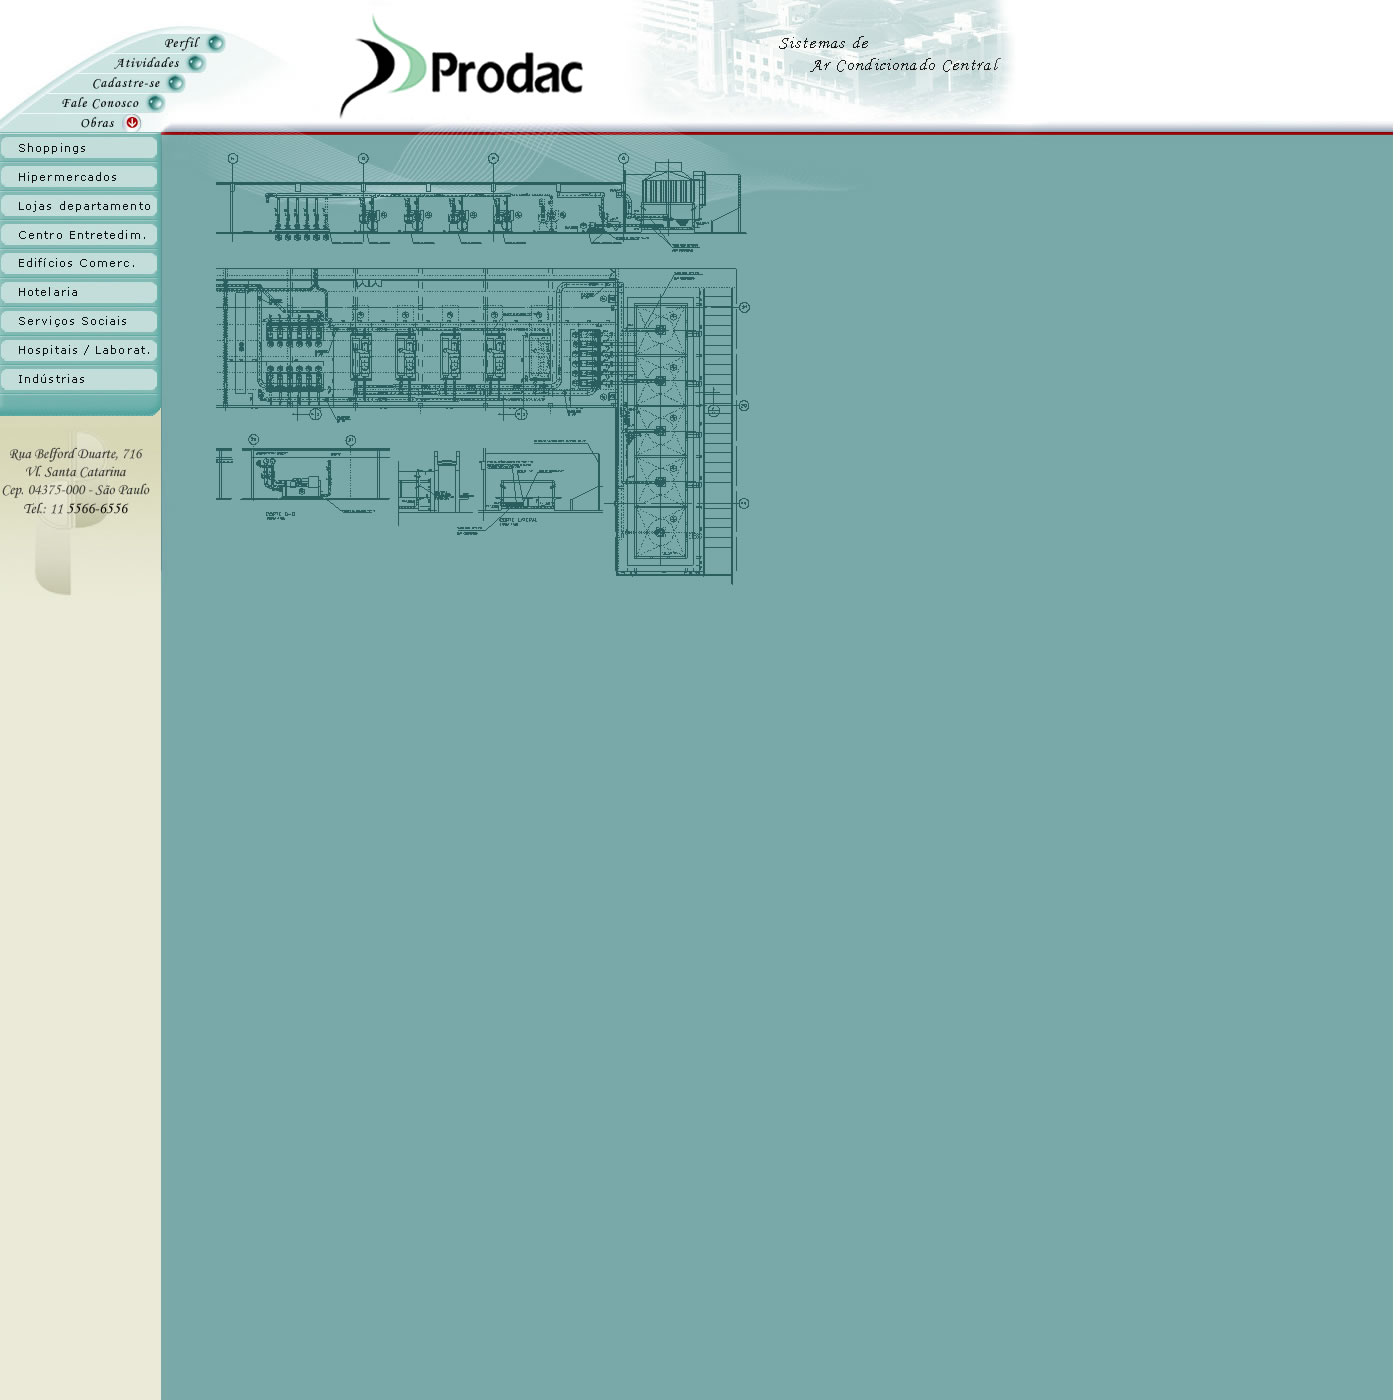 Perfil
Atividades
Cadastre-se
Fale Conosco
Obras
Prodac
Sistemas de
Ar Condicionado Central
Shoppings
Hipermercados
Lojas departamento
Centro Entretedim.
Edifícios Comerc.
Hotelaria
Serviços Sociais
Hospitais / Laborat.
Indústrias
Rua Belford Duarte, 716
Vl. Santa Catarina
Cep. 04375-000 - São Paulo
Tel.: 11 5566-6556